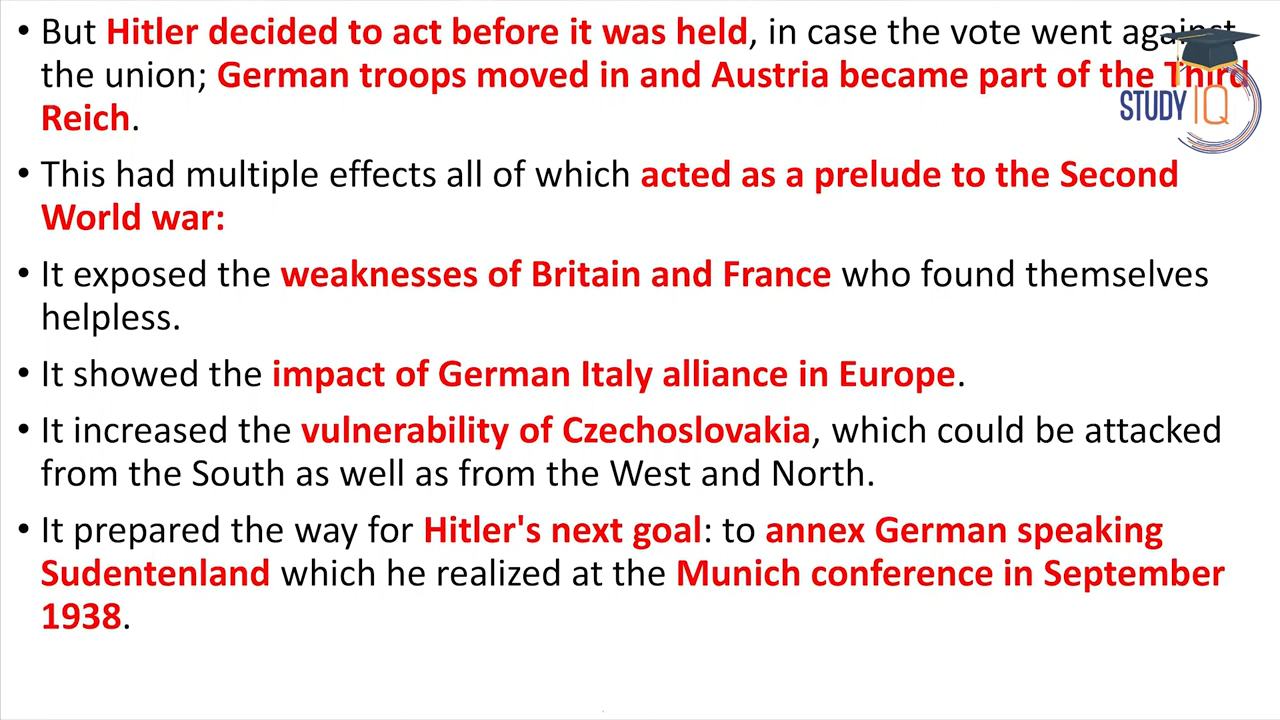 • But Hitler decided to act before it was held, in case the vote went against
the union; German troops moved in and Austria became part of the Third
Reich.
• This had multiple effects all of which acted as a prelude to the Second
World war:
• It exposed the weaknesses of Britain and France who found themselves
helpless.
• It showed the impact of German Italy alliance in Europe.
• It increased the vulnerability of Czechoslovakia, which could be attacked
from the South as well as from the West and North.
• It prepared the way for Hitler's next goal: to annex German speaking
Sudentenland which he realized at the Munich conference in September
1938.
STUDY IQ